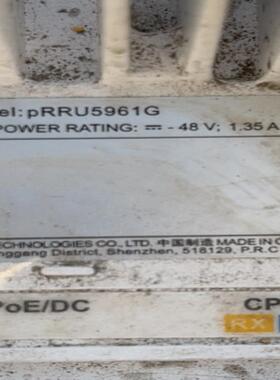 el: pRRU5961G
POWER RATING: ⎓ - 48 V; 1.35 A
TECHNOLOGIES CO., LTD. 中国制造 MADE IN C
nggang District, Shenzhen, 518129, P.R.C
PoE/DC
CP
RX